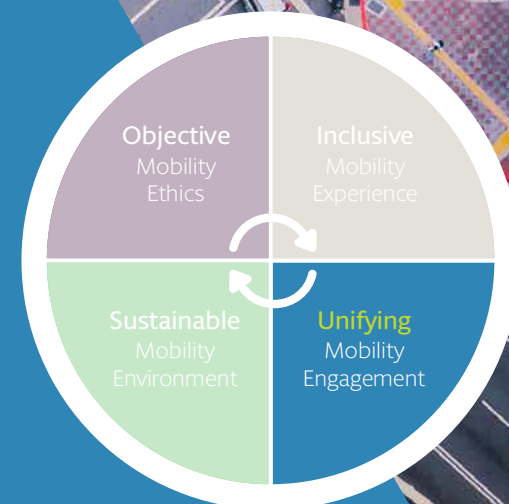 Objective
Mobility
Ethics
Inclusive
Mobility
Experience
Sustainable
Mobility
Environment
Unifying
Mobility
Engagement